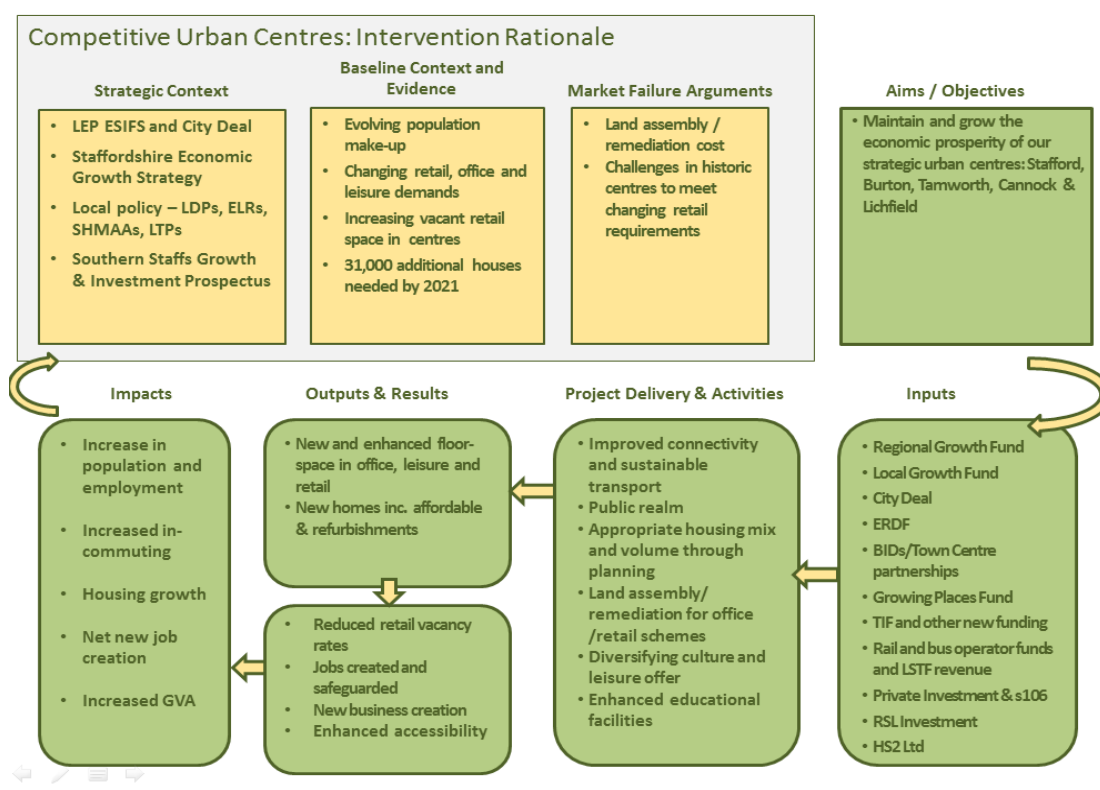 Competitive Urban Centres: Intervention Rationale
Strategic Context
• LEP ESIFS and City Deal
• Staffordshire Economic
Growth Strategy
• Local policy – LDPs, ELRs,
SHMAAs, LTPs
• Southern Staffs Growth
& Investment Prospectus
Baseline Context and
Evidence
• Evolving population
make-up
• Changing retail, office and
leisure demands
• Increasing vacant retail
space in centres
• 31,000 additional houses
needed by 2021
Market Failure Arguments
• Land assembly /
remediation cost
• Challenges in historic
centres to meet
changing retail
requirements
Aims / Objectives
• Maintain and grow the
economic prosperity of our
strategic urban centres: Stafford,
Burton, Tamworth, Cannock &
Lichfield
Impacts
• Increase in
population and
employment
• Increased in-
commuting
• Housing growth
• Net new job
creation
• Increased GVA
Outputs & Results
• New and enhanced floor-
space in office, leisure and
retail
• New homes inc. affordable
& refurbishments
• Reduced retail vacancy
rates
• Jobs created and
safeguarded
• New business creation
• Enhanced accessibility
Project Delivery & Activities
• Improved connectivity
and sustainable
transport
• Public realm
• Appropriate housing mix
and volume through
planning
• Land assembly/
remediation for office
/retail schemes
• Diversifying culture and
leisure offer
• Enhanced educational
facilities
Inputs
• Regional Growth Fund
• Local Growth Fund
• City Deal
• ERDF
• BIDs/Town Centre
partnerships
• Growing Places Fund
• TIF and other new funding
• Rail and bus operator funds
and LSTF revenue
• Private Investment & s106
• RSL Investment
• HS2 Ltd